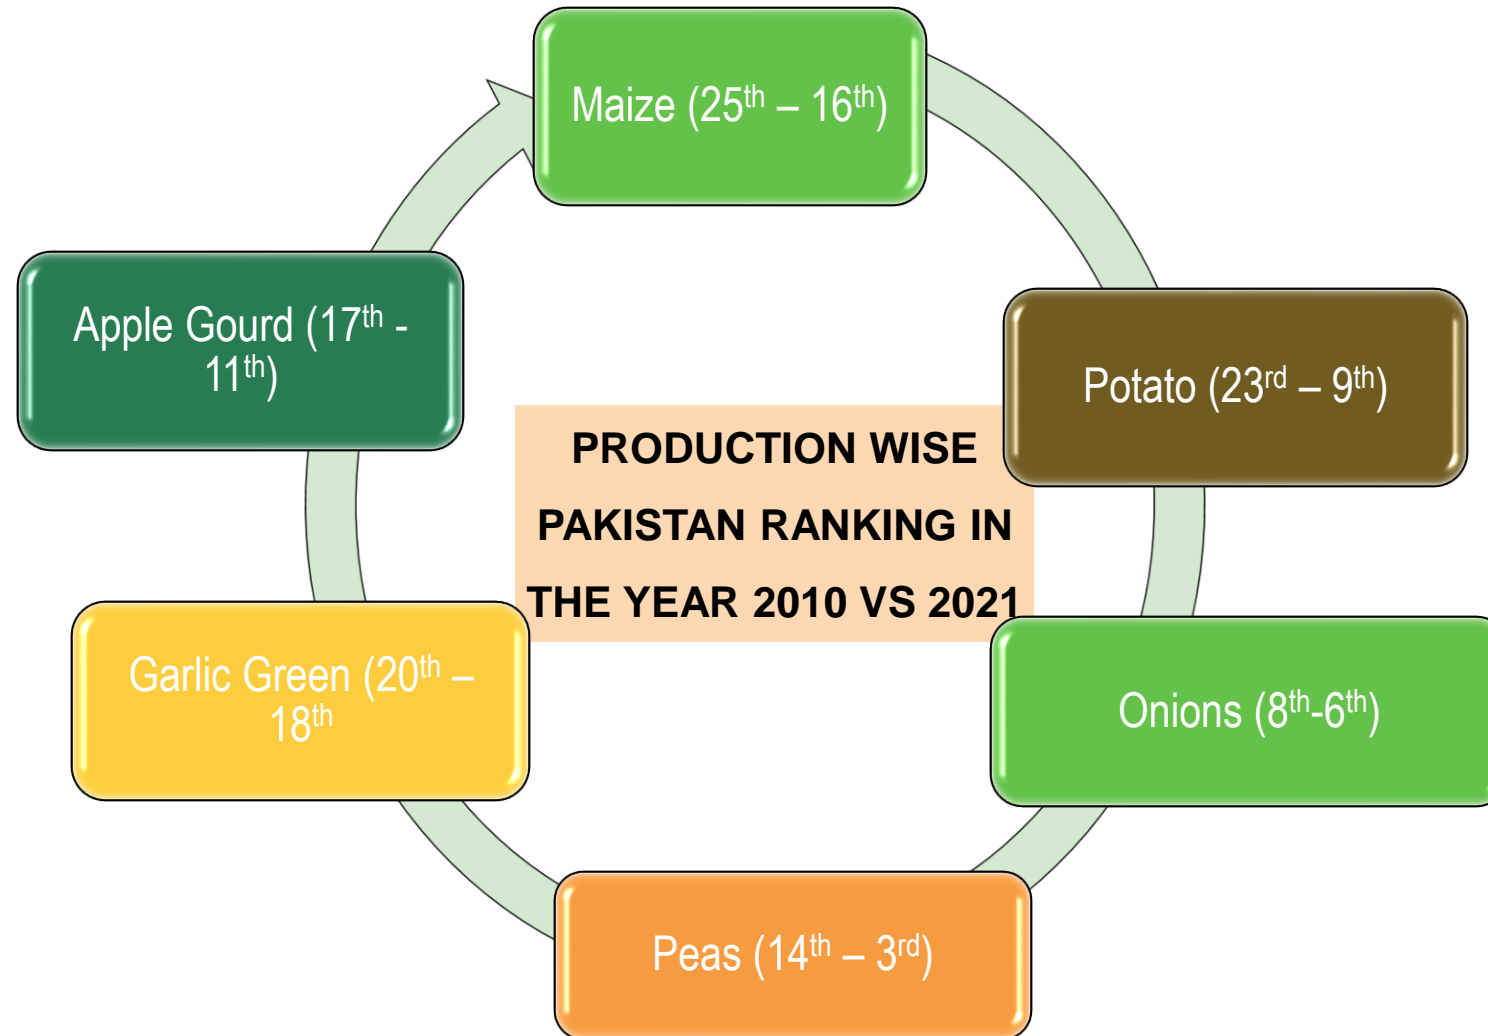 Maize (25th – 16th)
Potato (23rd – 9th)
Onions (8th-6th)
Peas (14th – 3rd)
Garlic Green (20th –
18th
Apple Gourd (17th -
11th)
PRODUCTION WISE
PAKISTAN RANKING IN
THE YEAR 2010 VS 2021